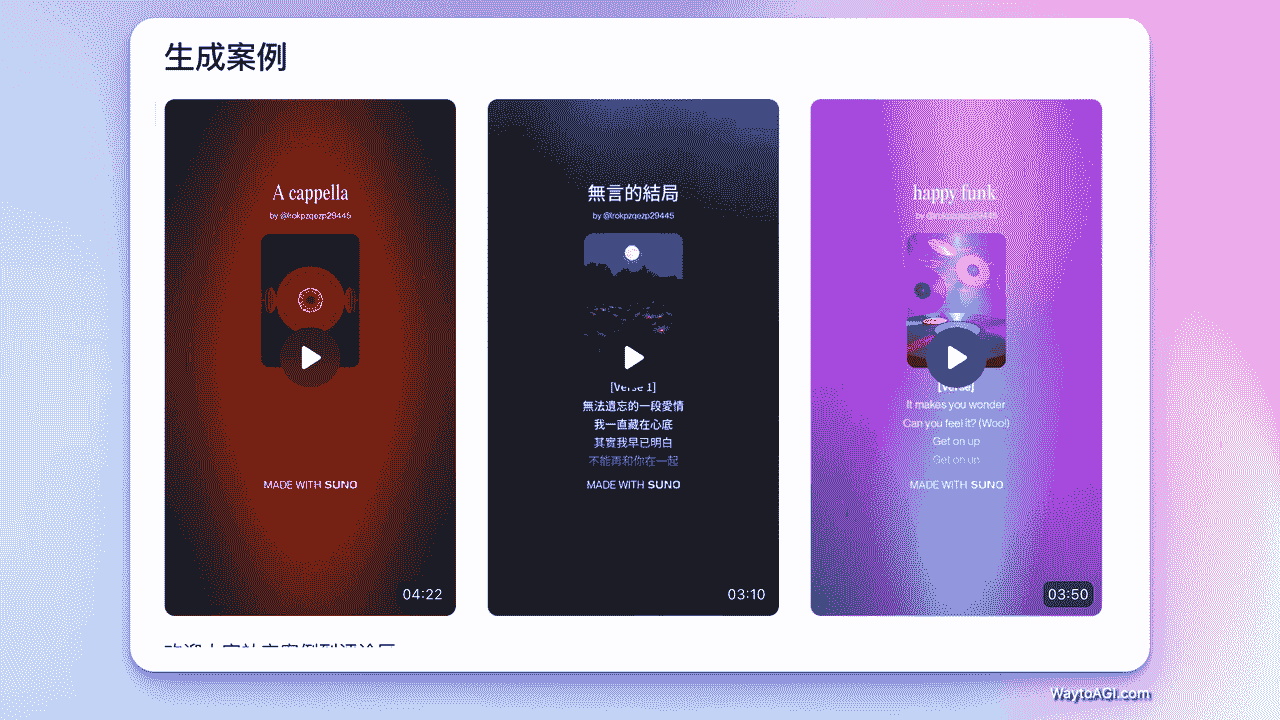 生成案例
A cappella
by @lrokpzqezp29445
MADE WITH SUNO
04:22
無言的結局
by @lrokpzqezp29445
[Verse 1]
無法遺忘的一段愛情
我一直藏在心底
其實我早已明白
不能再和你在一起
MADE WITH SUNO
03:10
happy funk
by @lrokpzqezp29445
[Verse]
It makes you wonder
Can you feel it? (Woo!)
Get on up
Get on up
MADE WITH SUNO
03:50
WaytoAGI.com